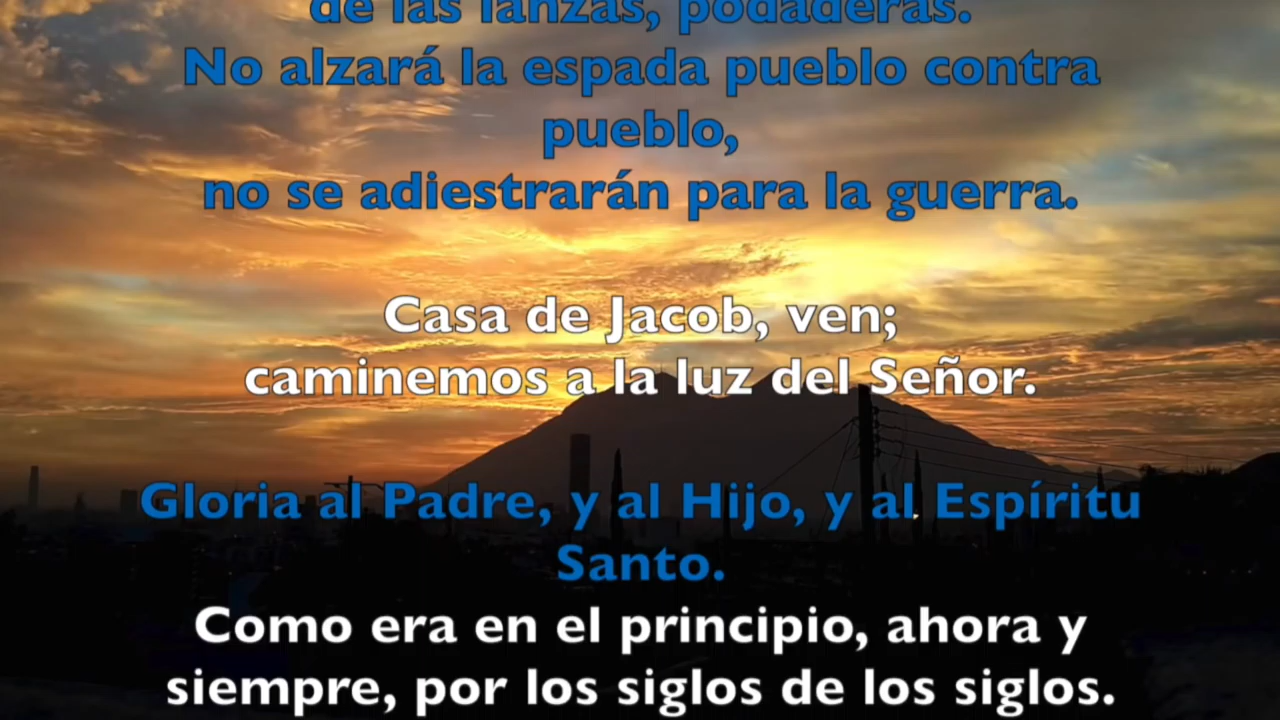 de las lanzas, podaderas.
No alzará la espada pueblo contra
pueblo,
no se adiestrarán para la guerra.
Casa de Jacob, ven;
caminemos a la luz del Señor.
Gloria al Padre, y al Hijo, y al Espíritu
Santo.
Como era en el principio, ahora y
siempre, por los siglos de los siglos.